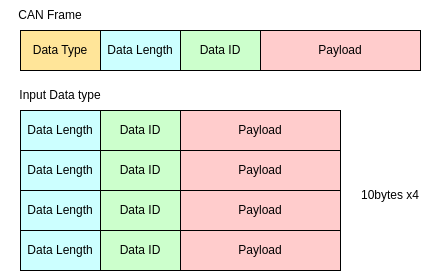 CAN Frame
Data Type Data Length Data ID Payload
Input Data type
Data Length Data ID Payload
Data Length Data ID Payload
10bytes x4
Data Length Data ID Payload
Data Length Data ID Payload